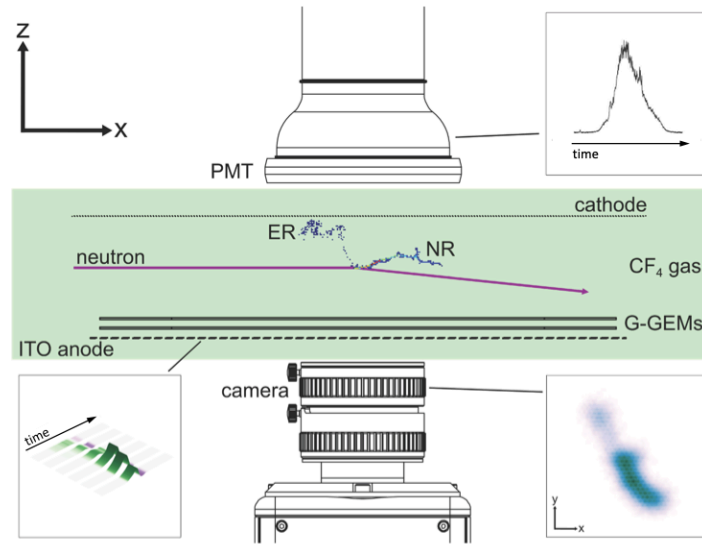 z
x
PMT
time
cathode
ER
NR
neutron
CF₄ gas
G-GEMs
ITO anode
camera
time
y
x